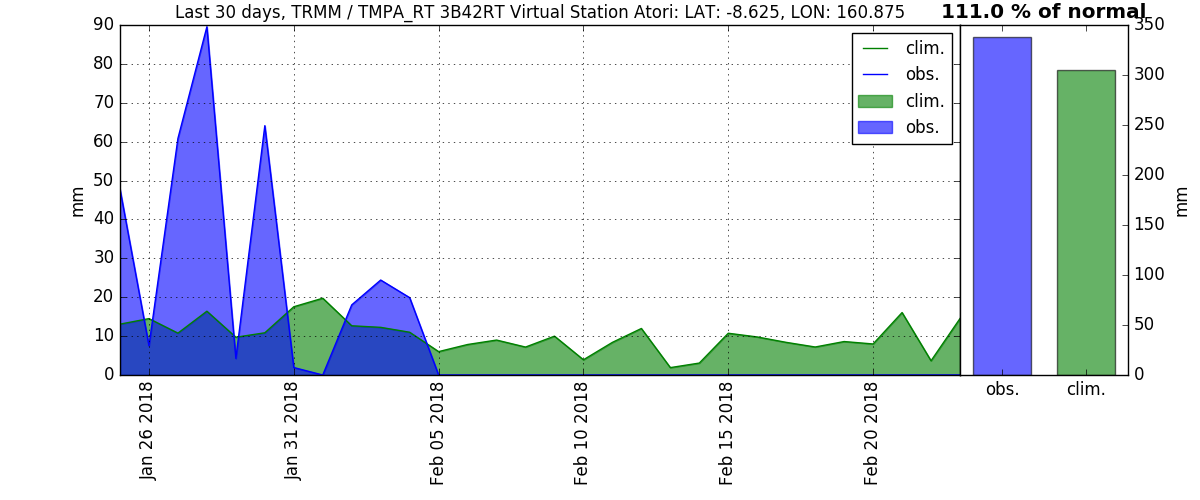 Last 30 days, TRMM / TMPA_RT 3B42RT Virtual Station Atori: LAT: -8.625, LON: 160.875
111.0 % of normal
90
80
70
60
50
40
30
20
10
0
mm
clim.
obs.
clim.
obs.
Jan 26 2018
Jan 31 2018
Feb 05 2018
Feb 10 2018
Feb 15 2018
Feb 20 2018
350
300
250
200
150
100
50
0
mm
obs.
clim.